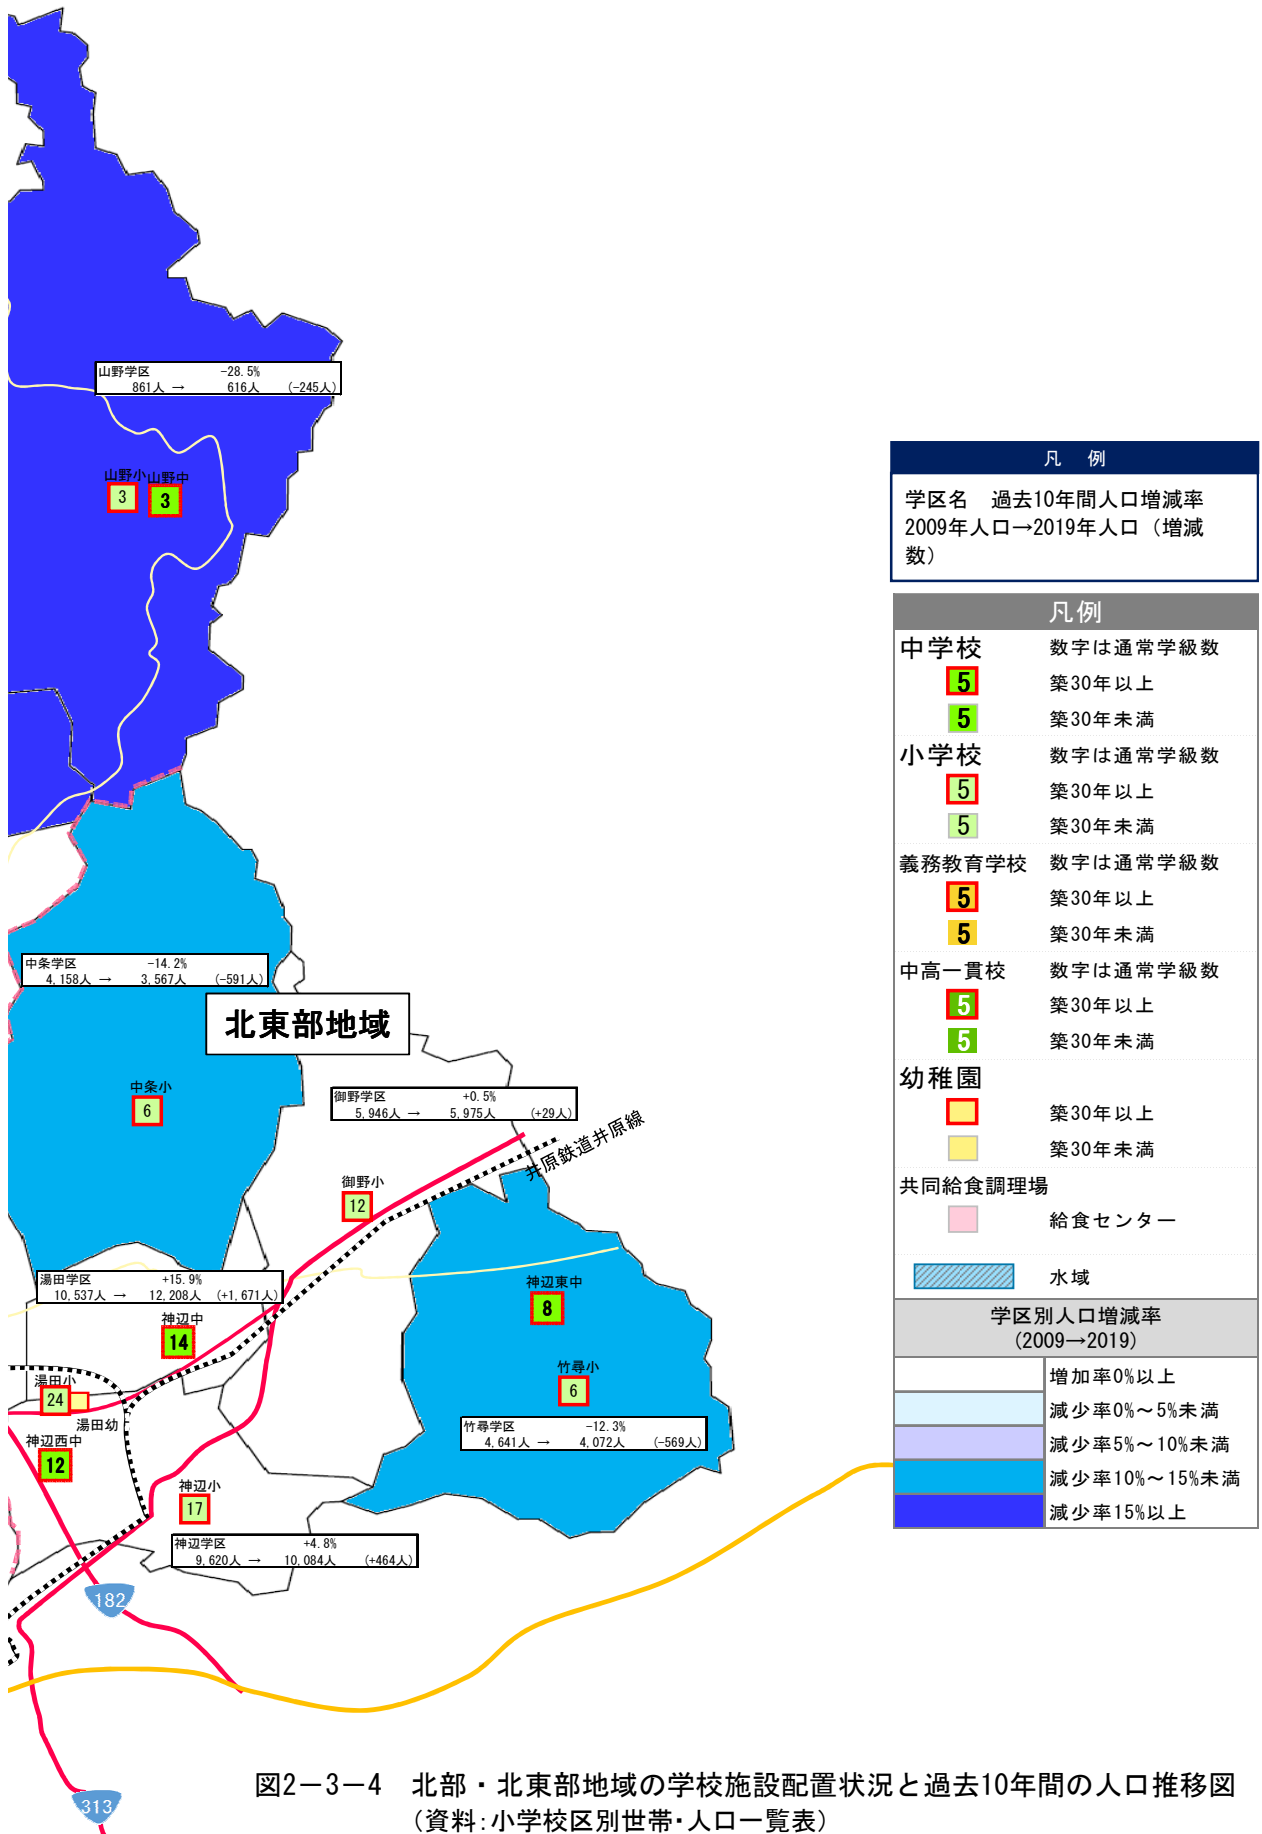 山野学区 -28.5%
861人 → 616人 (-245人)
山野小 山野中
3 3
凡 例
学区名 過去10年間人口増減率
2009年人口→2019年人口（増減
数）
凡例
中学校 数字は通常学級数
5 築30年以上
5 築30年未満
小学校 数字は通常学級数
5 築30年以上
5 築30年未満
義務教育学校 数字は通常学級数
5 築30年以上
5 築30年未満
中高一貫校 数字は通常学級数
5 築30年以上
5 築30年未満
幼稚園
築30年以上
築30年未満
共同給食調理場
給食センター
水域
学区別人口増減率
(2009→2019)
増加率0%以上
減少率0%～5%未満
減少率5%～10%未満
減少率10%～15%未満
減少率15%以上
中条学区 -14.2%
4,158人 → 3,567人 (-591人)
北東部地域
中条小
6
御野学区 +0.5%
5,946人 → 5,975人 (+29人)
井原鉄道井原線
御野小
12
湯田学区 +15.9%
10,537人 → 12,208人 (+1,671人)
神辺中
14
神辺東中
8
竹尋小
6
竹尋学区 -12.3%
4,641人 → 4,072人 (-569人)
湯田小
24
湯田幼
神辺西中
12
神辺小
17
神辺学区 +4.8%
9,620人 → 10,084人 (+464人)
182
313
図2－3－4 北部・北東部地域の学校施設配置状況と過去10年間の人口推移図
（資料：小学校区別世帯・人口一覧表）